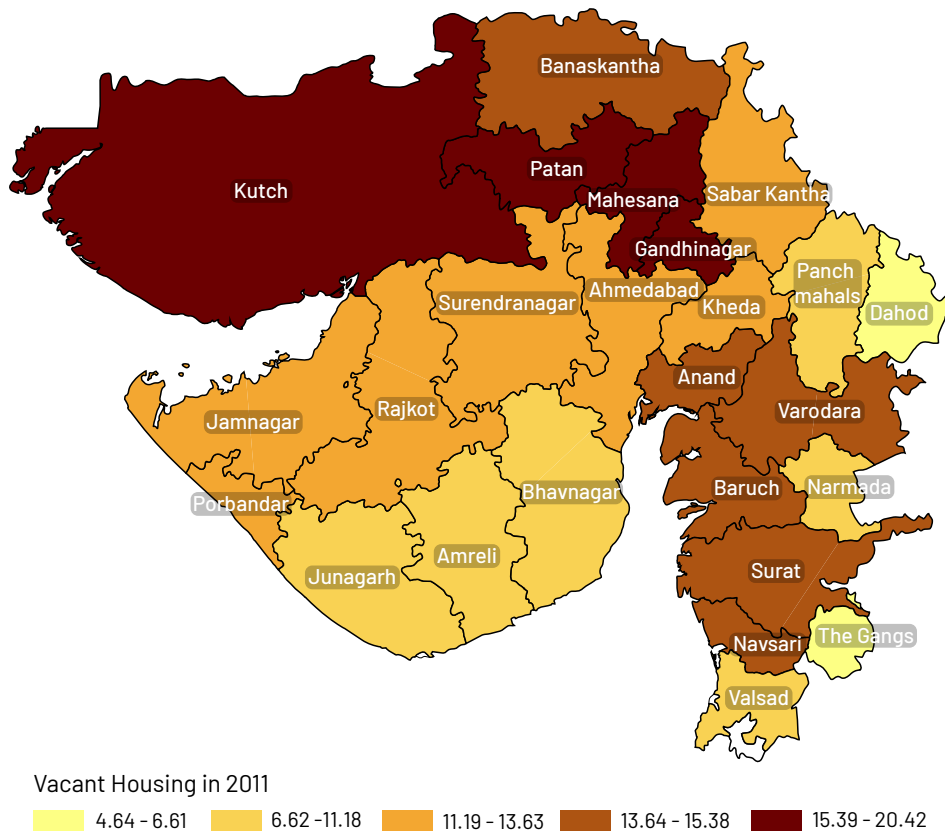 Banaskantha
Patan
Kutch
Mahesana
Sabar Kantha
Gandhinagar
Panch
mahals
Ahmedabad
Surendranagar
Kheda
Dahod
Anand
Rajkot
Varodara
Jamnagar
Baruch
Narmada
Bhavnagar
Porbandar
Amreli
Surat
Junagarh
The Gangs
Navsari
Valsad
Vacant Housing in 2011
4.64 - 6.61 6.62 -11.18 11.19 - 13.63 13.64 - 15.38 15.39 - 20.42